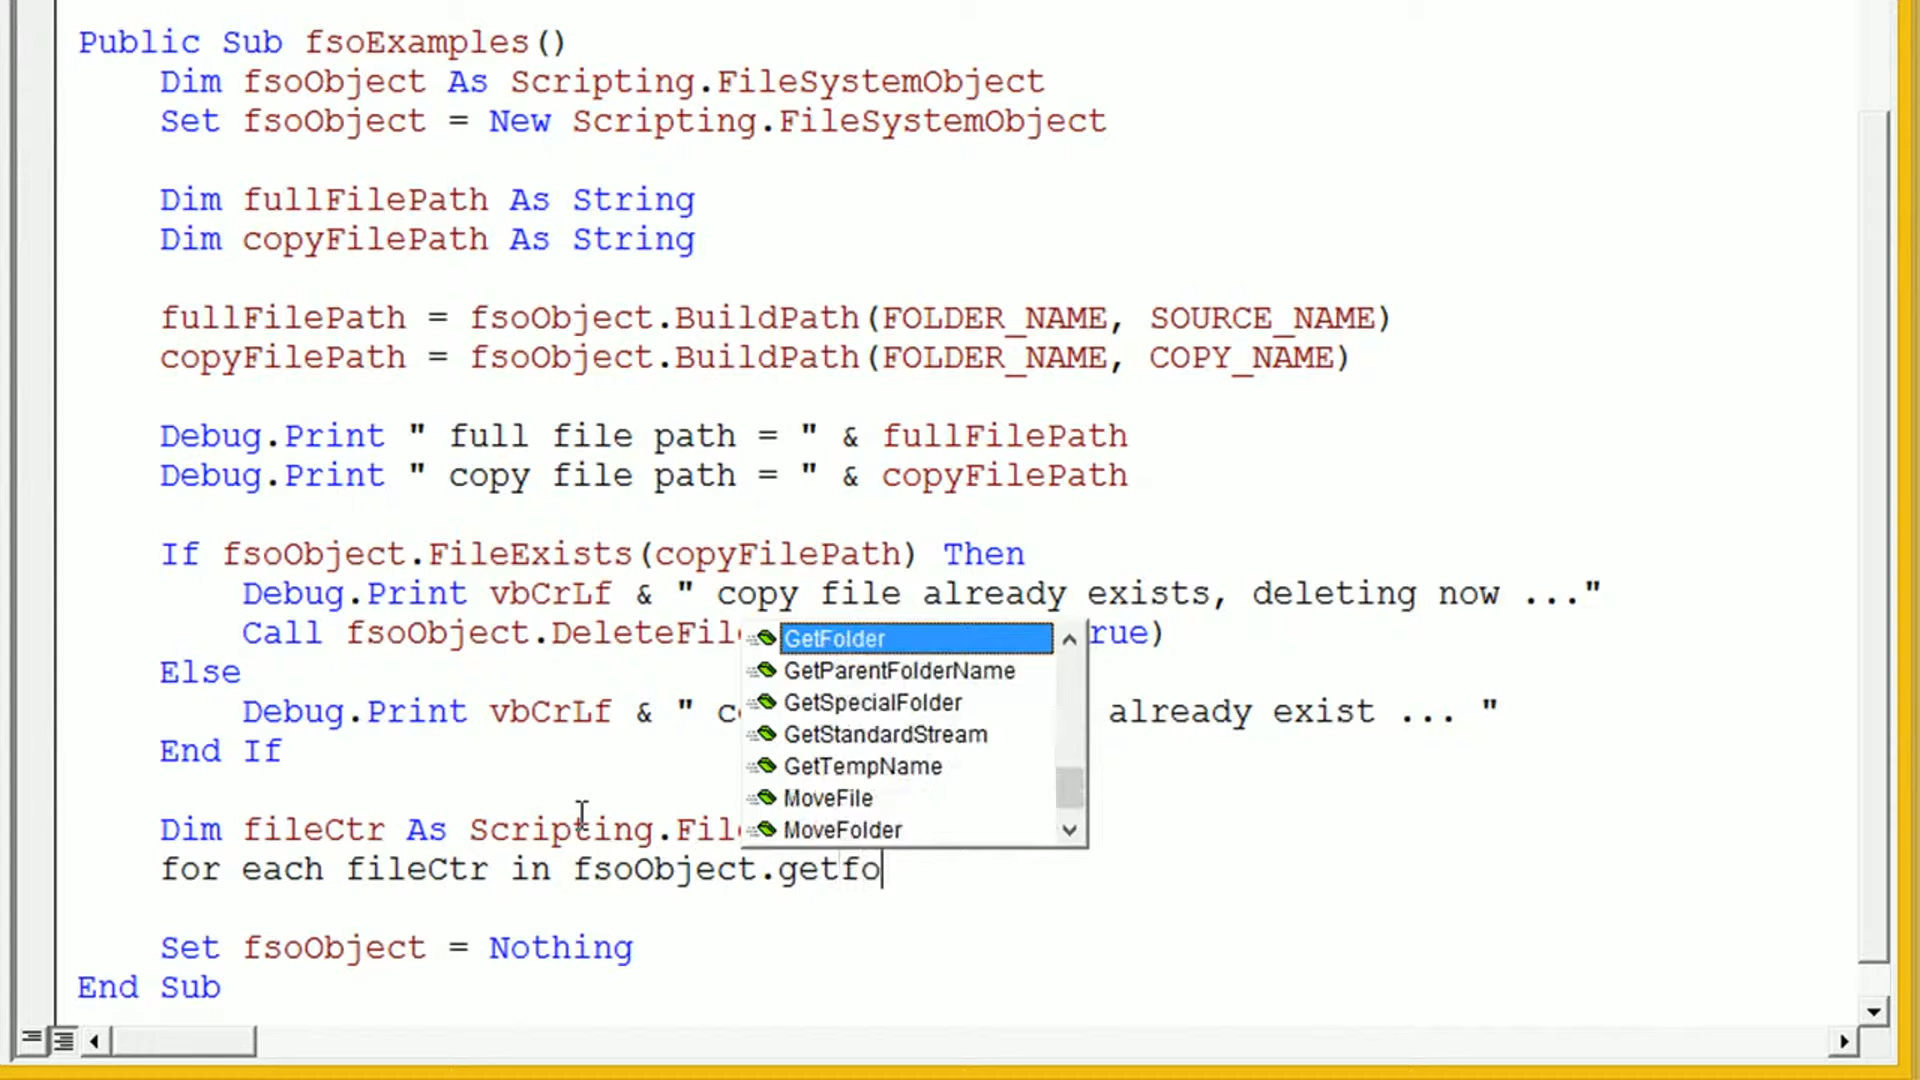 Public Sub fsoExamples()
Dim fsoObject As Scripting.FileSystemObject
Set fsoObject = New Scripting.FileSystemObject
Dim fullFilePath As String
Dim copyFilePath As String
fullFilePath = fsoObject.BuildPath(FOLDER_NAME, SOURCE_NAME)
copyFilePath = fsoObject.BuildPath(FOLDER_NAME, COPY_NAME)
Debug.Print " full file path = " & fullFilePath
Debug.Print " copy file path = " & copyFilePath
If fsoObject.FileExists(copyFilePath) Then
Debug.Print vbCrLf & " copy file already exists, deleting now ..."
Call fsoObject.DeleteFil rue)
Else
Debug.Print vbCrLf & " c already exist ... "
End If
Dim fileCtr As Scripting.Fil
for each fileCtr in fsoObject.getfo
Set fsoObject = Nothing
End Sub
GetFolder
GetParentFolderName
GetSpecialFolder
GetStandardStream
GetTempName
MoveFile
MoveFolder